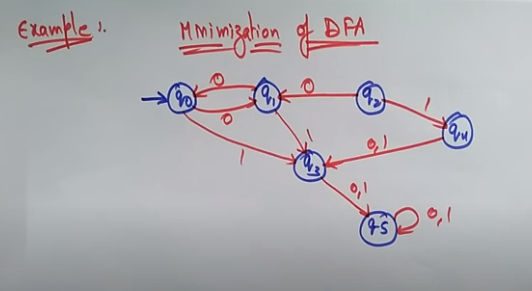 Example:. Minimization of DFA
0
q0 q1 0 q2
0 1
1 1 0,1 q4
q3
0,1
q5 0,1